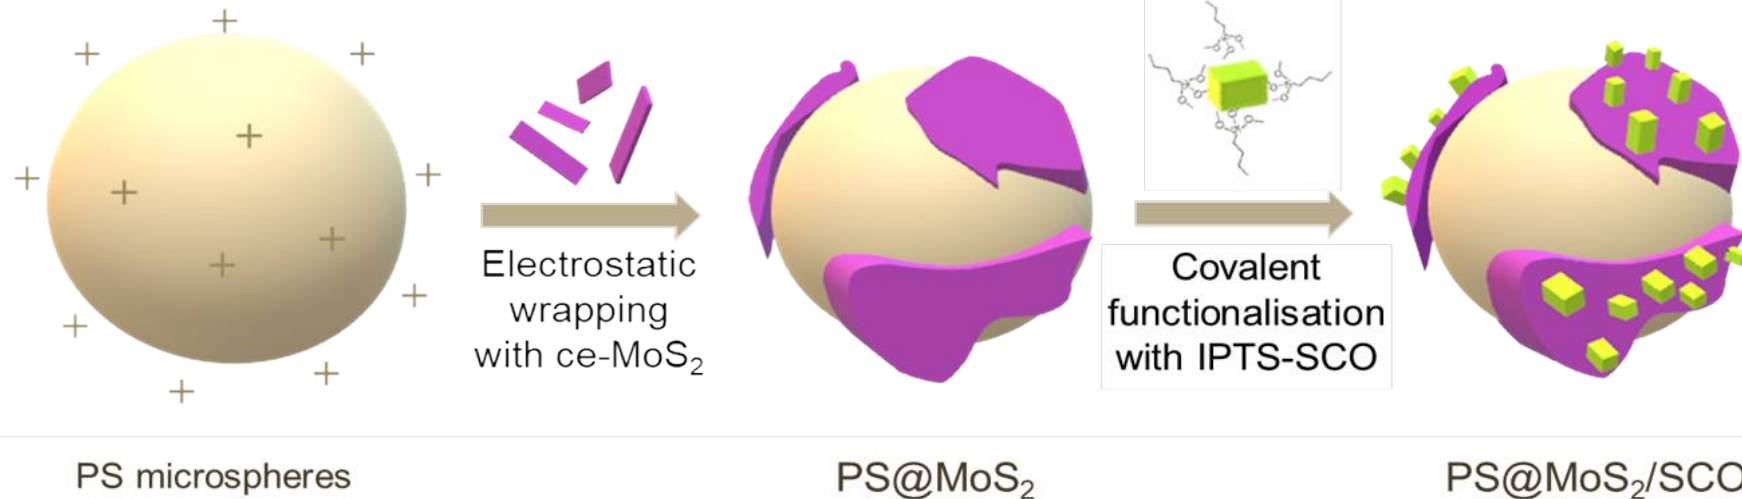 Electrostatic
wrapping
with ce-MoS₂
Covalent
functionalisation
with IPTS-SCO
PS microspheres
PS@MoS₂
PS@MoS₂/SCO